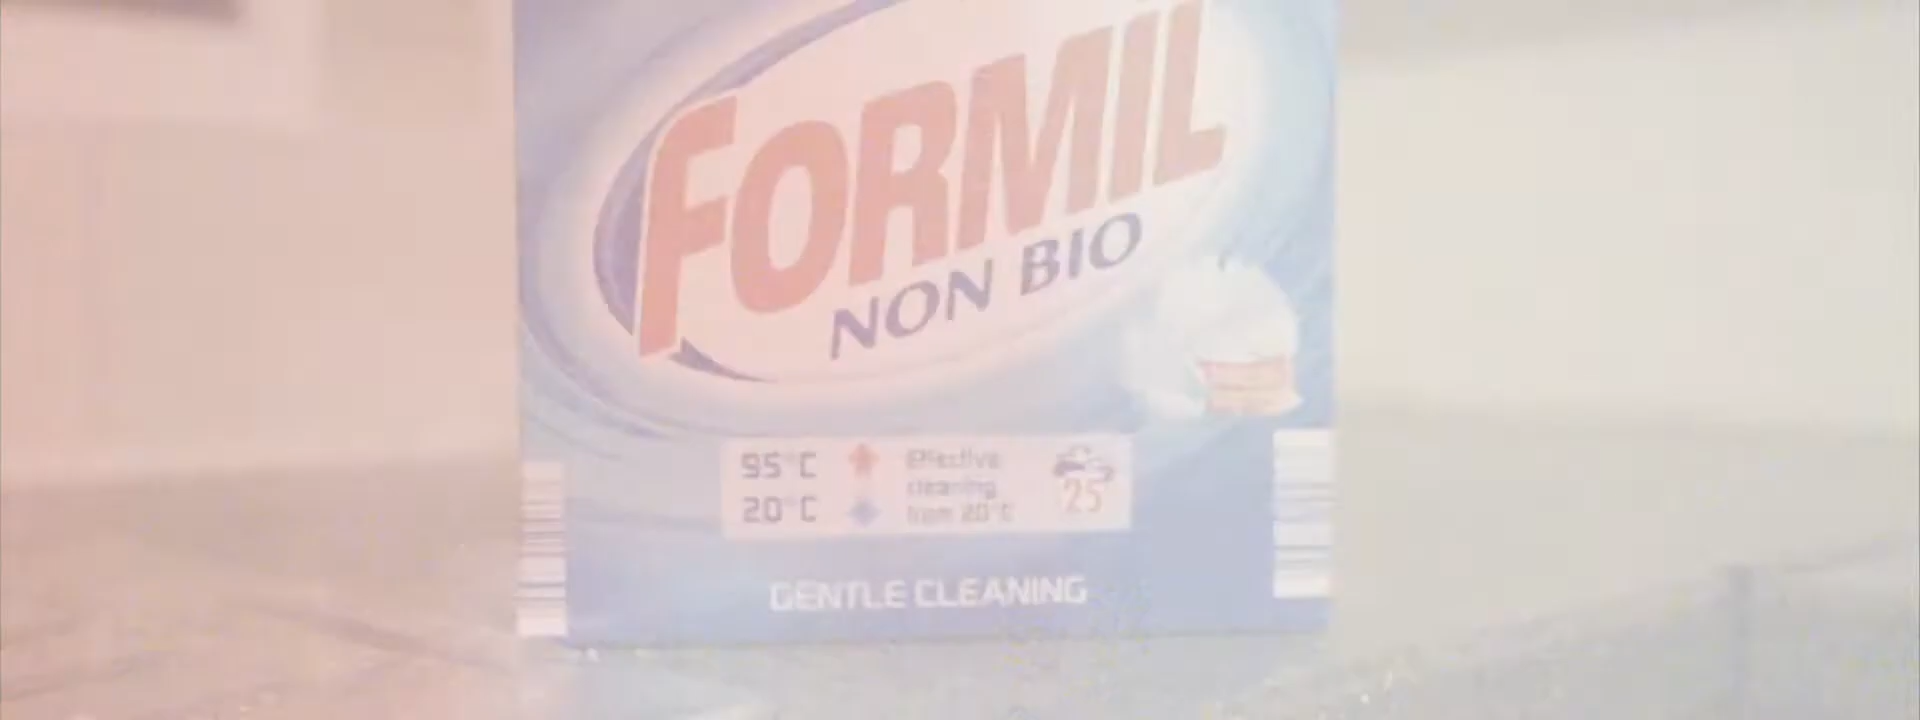 FORMIL
NON BIO
95°C
20°C
Effective
cleaning
from 20°C
25
GENTLE CLEANING